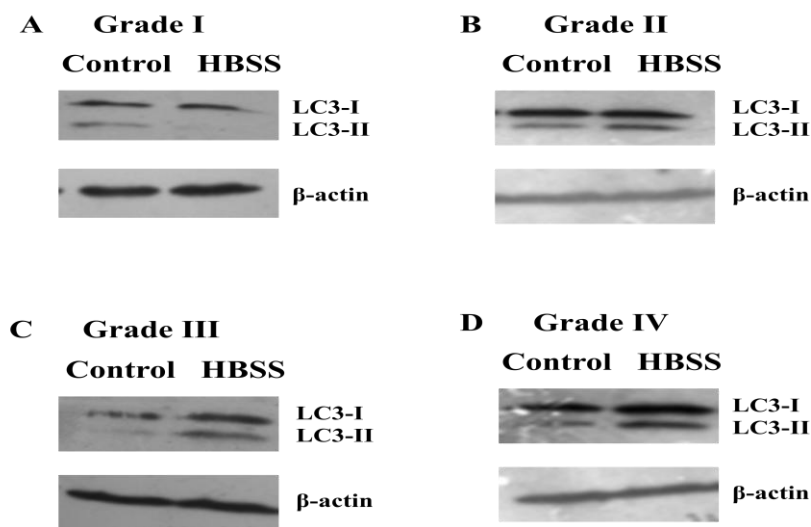 A Grade I
Control HBSS
LC3-I
LC3-II
β-actin
B Grade II
Control HBSS
LC3-I
LC3-II
β-actin
C Grade III
Control HBSS
LC3-I
LC3-II
β-actin
D Grade IV
Control HBSS
LC3-I
LC3-II
β-actin